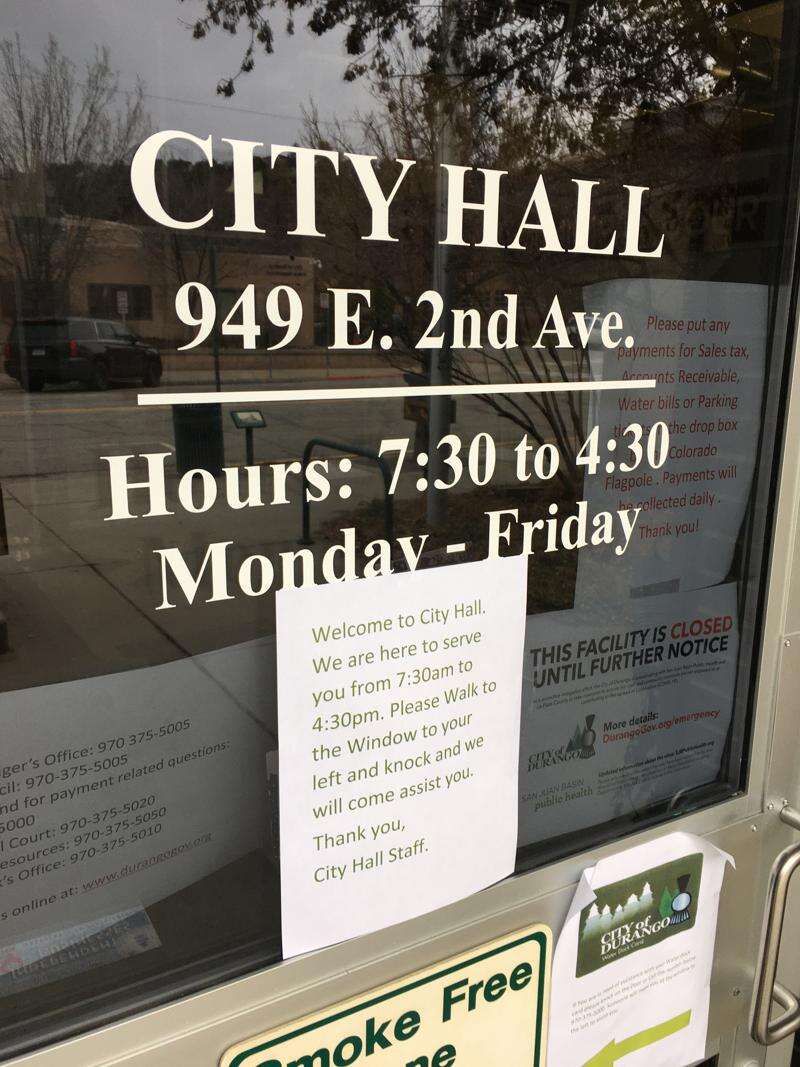 CITY HALL
949 E. 2nd Ave.
Hours: 7:30 to 4:30
Monday - Friday
Please put any
payments for Sales tax,
Accounts Receivable,
Water bills or Parking
the drop box
Colorado
Flagpole . Payments will
be collected daily .
Thank you!
Welcome to City Hall.
We are here to serve
you from 7:30am to
4:30pm. Please Walk to
the Window to your
left and knock and we
will come assist you.
Thank you,
City Hall Staff.
THIS FACILITY IS CLOSED
UNTIL FURTHER NOTICE
More details:
DurangoGov.org/emergency
CITY of
DURANGO
SAN JUAN BASIN
public health
ger's Office: 970 375-5005
cil: 970-375-5005
nd for payment related questions:
5000
l Court: 970-375-5020
esources: 970-375-5050
k's Office: 970-375-5010
s online at: www.durangogov.org
CITY of
DURANGO
Smoke Free